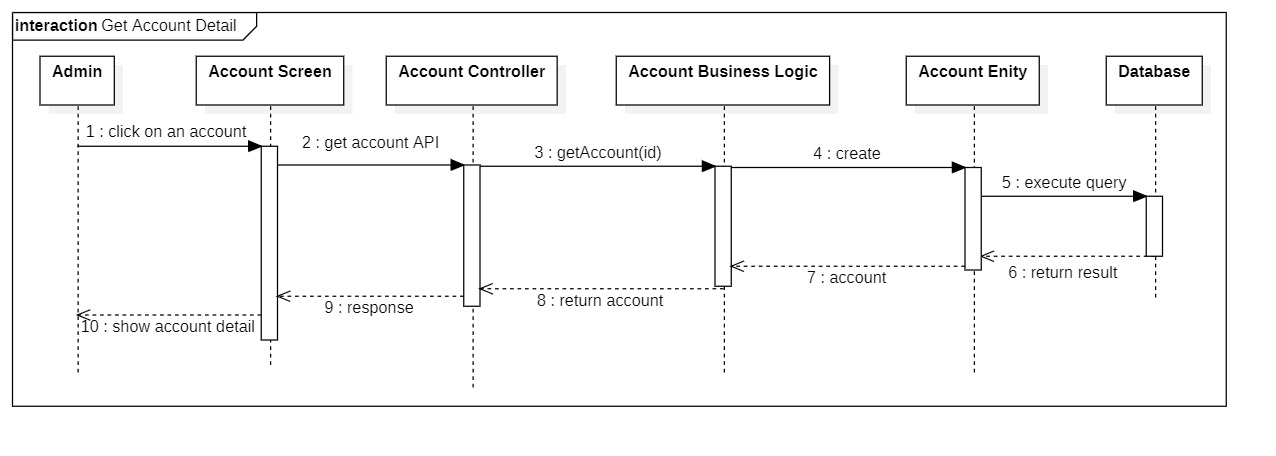 interaction Get Account Detail
Admin
Account Screen
Account Controller
Account Business Logic
Account Enity
Database
1 : click on an account
2 : get account API
3 : getAccount(id)
4 : create
5 : execute query
6 : return result
7 : account
8 : return account
9 : response
10 : show account detail